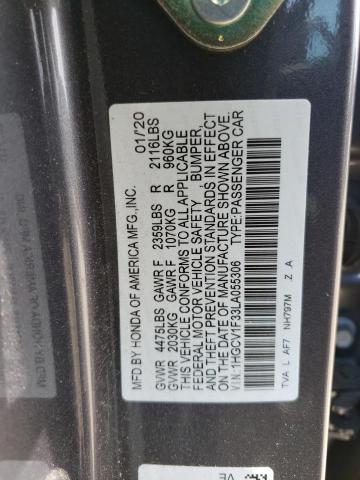 MFD BY HONDA OF AMERICA MFG.,INC. 01/20
GVWR 4475LBS GAWR F 2359LBS R 2116LBS
GVWR 2030KG GAWR F 1070KG R 960KG
THIS VEHICLE CONFORMS TO ALL APPLICABLE
FEDERAL MOTOR VEHICLE SAFETY BUMPER,
AND THEFT PREVENTION STANDARDS IN EFFECT
ON THE DATE OF MANUFACTURE SHOWN ABOVE.
V.I.N.:1HGCV1F33LA055306 TYPE:PASSENGER CAR
TVA L AF7 NH797M Z A
VE